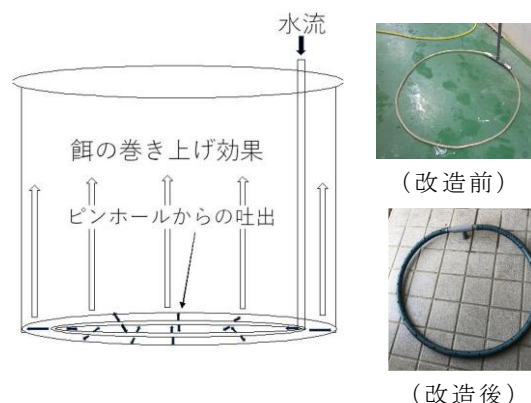 水流
餌の巻き上げ効果
ピンホールからの吐出
(改造前)
(改造後)